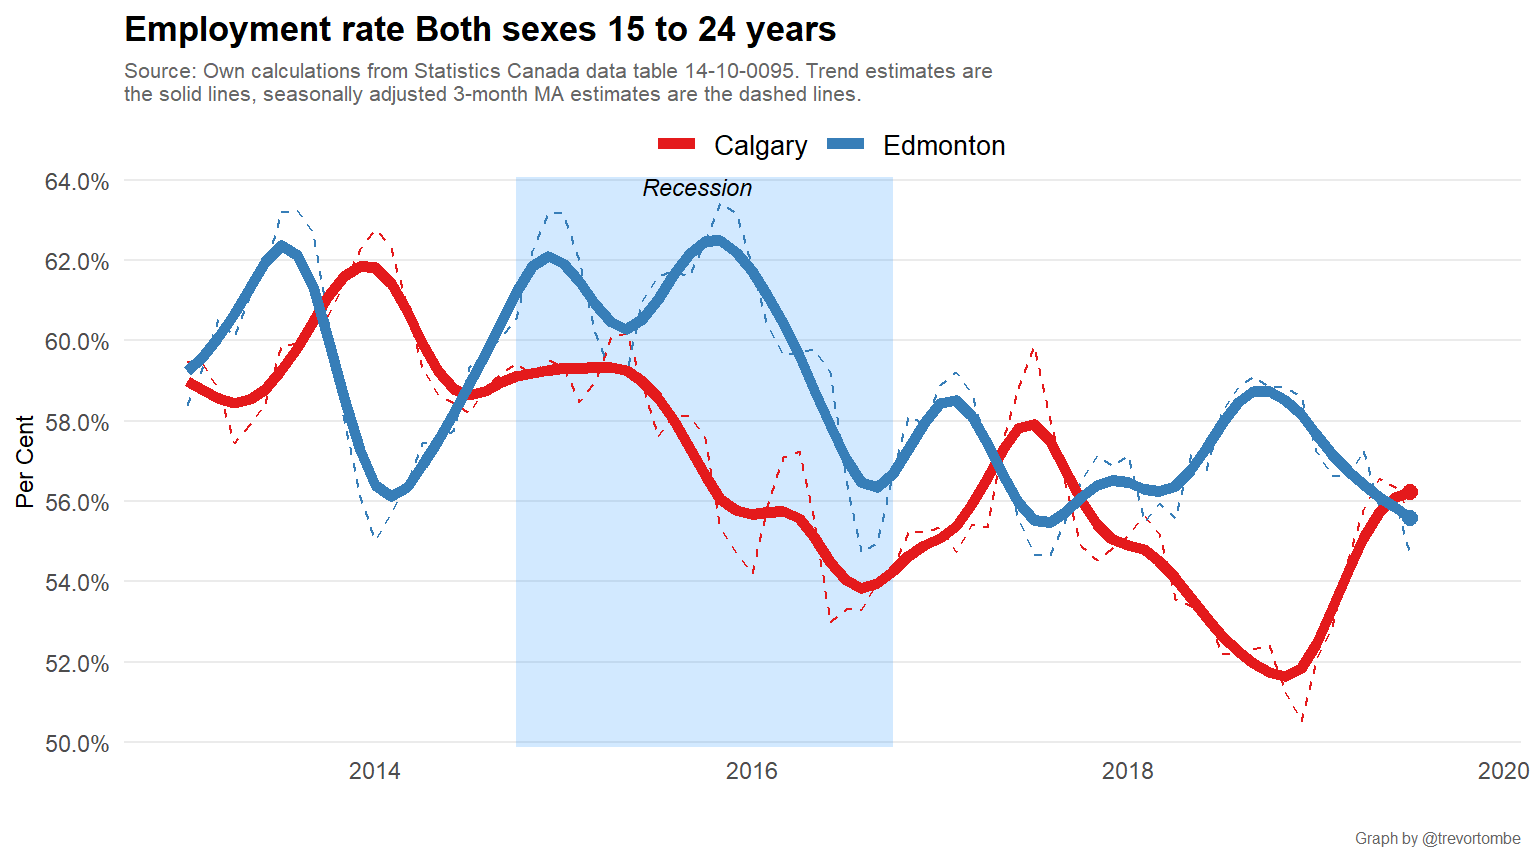 Employment rate Both sexes 15 to 24 years
Source: Own calculations from Statistics Canada data table 14-10-0095. Trend estimates are
the solid lines, seasonally adjusted 3-month MA estimates are the dashed lines.
Calgary Edmonton
Recession
64.0%
62.0%
60.0%
58.0%
56.0%
54.0%
52.0%
50.0%
Per Cent
2014 2016 2018 2020
Graph by @trevortombe